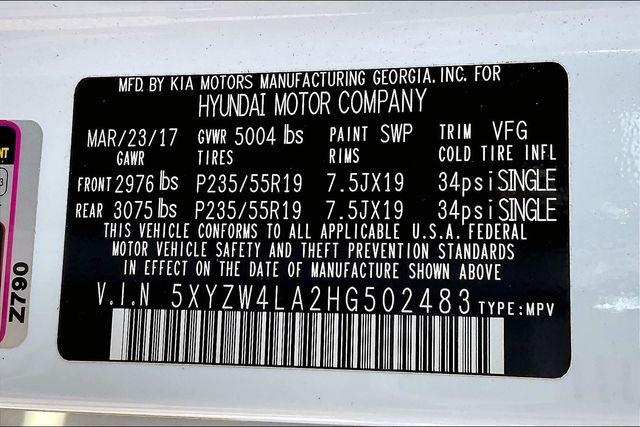 MFD. BY KIA MOTORS MANUFACTURING GEORGIA. INC. FOR
HYUNDAI MOTOR COMPANY
MAR/23/17 GVWR 5004 lbs PAINT SWP TRIM VFG
GAWR TIRES RIMS COLD TIRE INFL
FRONT 2976 lbs P235/55R19 7.5JX19 34psi SINGLE
REAR 3075 lbs P235/55R19 7.5JX19 34psi SINGLE
THIS VEHICLE CONFORMS TO ALL APPLICABLE U.S.A. FEDERAL
MOTOR VEHICLE SAFETY AND THEFT PREVENTION STANDARDS
IN EFFECT ON THE DATE OF MANUFACTURE SHOWN ABOVE
V.I.N 5XYZW4LA2HG502483 TYPE:MPV
Z790